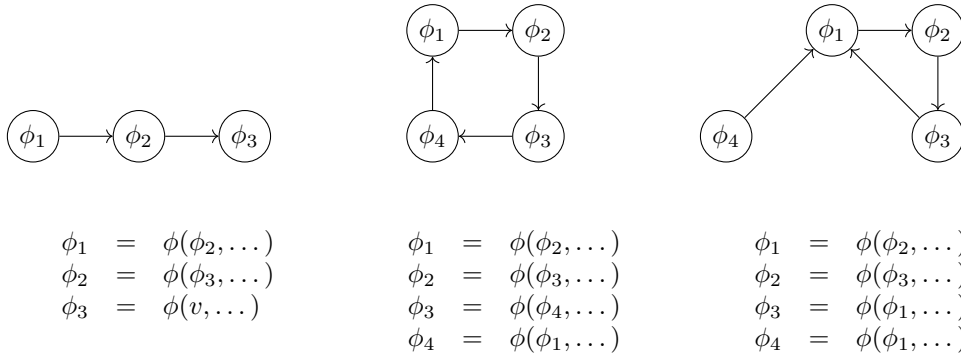 ϕ1 ϕ2 ϕ1 ϕ2
ϕ1 ϕ2 ϕ3 ϕ4 ϕ3 ϕ4 ϕ3
ϕ1 = ϕ(ϕ2, . . . ) ϕ1 = ϕ(ϕ2, . . . ) ϕ1 = ϕ(ϕ2, . . . )
ϕ2 = ϕ(ϕ3, . . . ) ϕ2 = ϕ(ϕ3, . . . ) ϕ2 = ϕ(ϕ3, . . . )
ϕ3 = ϕ(v, . . . ) ϕ3 = ϕ(ϕ4, . . . ) ϕ3 = ϕ(ϕ1, . . . )
ϕ4 = ϕ(ϕ1, . . . ) ϕ4 = ϕ(ϕ1, . . . )